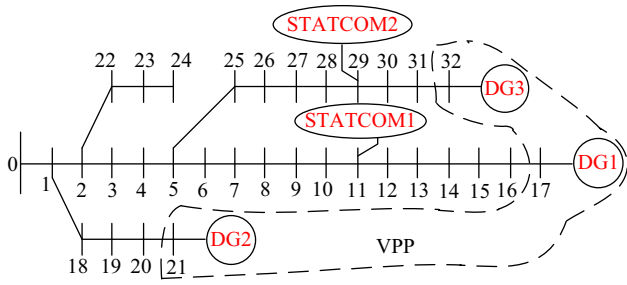 STATCOM2
22 23 24 25 26 27 28 29 30 31 32
DG3
STATCOM1
0
DG1
1 2 3 4 5 6 7 8 9 10 11 12 13 14 15 16 17
DG2
VPP
18 19 20 21